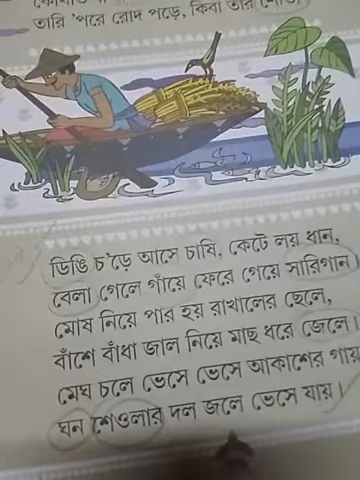 তারি 'পরে রোদ পড়ে, কিবা তার
ডিঙি চ'ড়ে আসে চাষি, কেটে লয় ধান,
বেলা গেলে গাঁয়ে ফেরে গেয়ে সারিগান।
মোষ নিয়ে পার হয় রাখালের ছেলে,
বাঁশে বাঁধা জাল নিয়ে মাছ ধরে জেলে।
মেঘ চলে ভেসে ভেসে আকাশের গায়
ঘন শেওলার দল জলে ভেসে যায়।